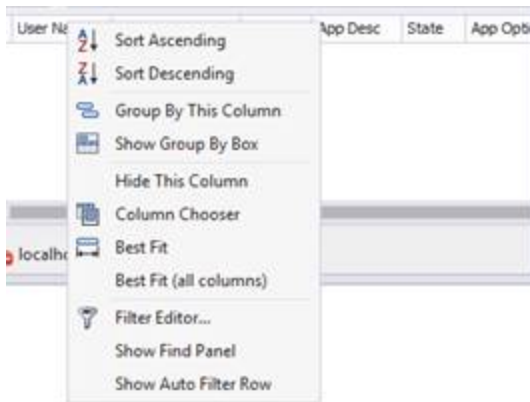 User Na App Desc State App Opti
Sort Ascending
Sort Descending
Group By This Column
Show Group By Box
Hide This Column
Column Chooser
localho Best Fit
Best Fit (all columns)
Filter Editor...
Show Find Panel
Show Auto Filter Row